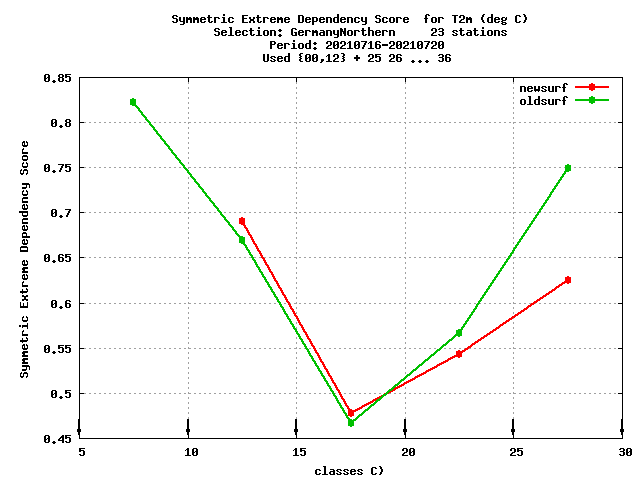 Symmetric Extreme Dependency Score  for T2m (deg C)
Selection: GermanyNorthern     23 stations
Period: 20210716-20210720
Used {00,12} + 25 26 ... 36
newsurf
oldsurf
Symmetric Extreme Dependency Score
0.85
0.8
0.75
0.7
0.65
0.6
0.55
0.5
0.45
5 10 15 20 25 30
classes C)